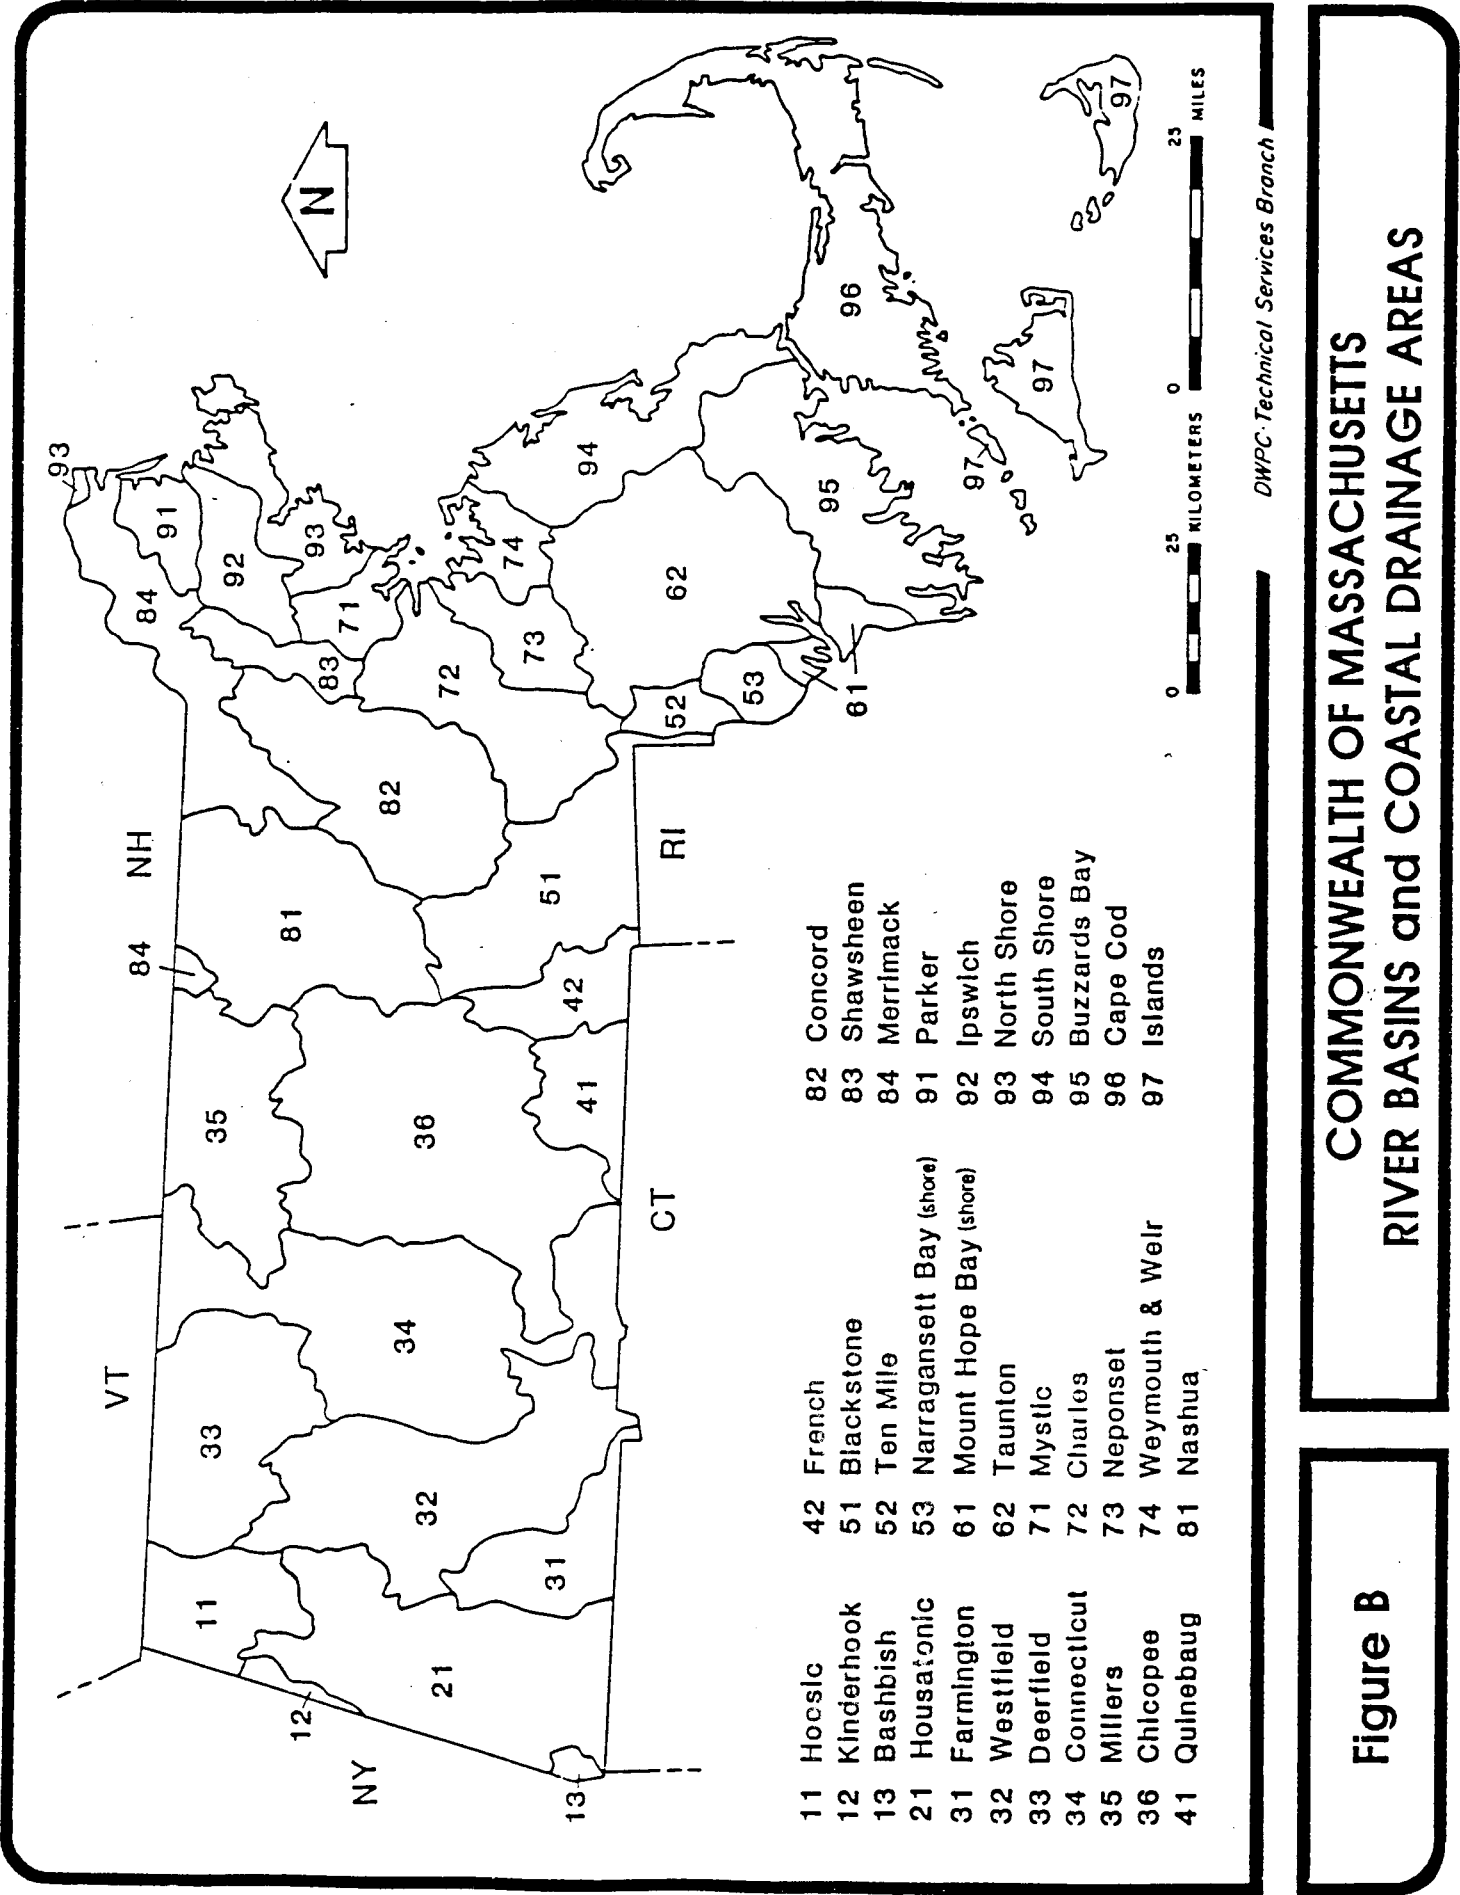 VT
NH
NY
CT
RI
N
11
12
13
21
31
32
33
34
35
36
41
42
51
52
53
61
62
71
72
73
74
81
82
83
84
84
91
92
93
93
94
95
96
97
97
97
11 Hoosic
12 Kinderhook
13 Bashbish
21 Housatonic
31 Farmington
32 Westfield
33 Deerfield
34 Connecticut
35 Millers
36 Chicopee
41 Quinebaug
42 French
51 Blackstone
52 Ten Mile
53 Narragansett Bay (shore)
61 Mount Hope Bay (shore)
62 Taunton
71 Mystic
72 Charles
73 Neponset
74 Weymouth & Weir
81 Nashua
82 Concord
83 Shawsheen
84 Merrimack
91 Parker
92 Ipswich
93 North Shore
94 South Shore
95 Buzzards Bay
96 Cape Cod
97 Islands
0 25 KILOMETERS
0 25 MILES
DWPC·Technical Services Branch
Figure B
COMMONWEALTH OF MASSACHUSETTS
RIVER BASINS and COASTAL DRAINAGE AREAS